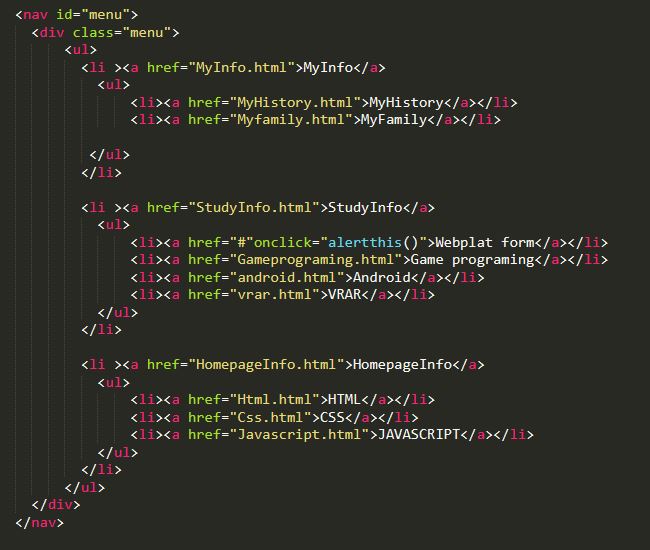 <nav id="menu">
<div class="menu">
<ul>
<li ><a href="MyInfo.html">MyInfo</a>
<ul>
<li><a href="MyHistory.html">MyHistory</a></li>
<li><a href="Myfamily.html">MyFamily</a></li>
</ul>
</li>
<li ><a href="StudyInfo.html">StudyInfo</a>
<ul>
<li><a href="#"onclick="alertthis()">Webplat form</a></li>
<li><a href="Gameprograming.html">Game programing</a></li>
<li><a href="android.html">Android</a></li>
<li><a href="vrar.html">VRAR</a></li>
</ul>
</li>
<li ><a href="HomepageInfo.html">HomepageInfo</a>
<ul>
<li><a href="Html.html">HTML</a></li>
<li><a href="Css.html">CSS</a></li>
<li><a href="Javascript.html">JAVASCRIPT</a></li>
</ul>
</li>
</ul>
</div>
</nav>